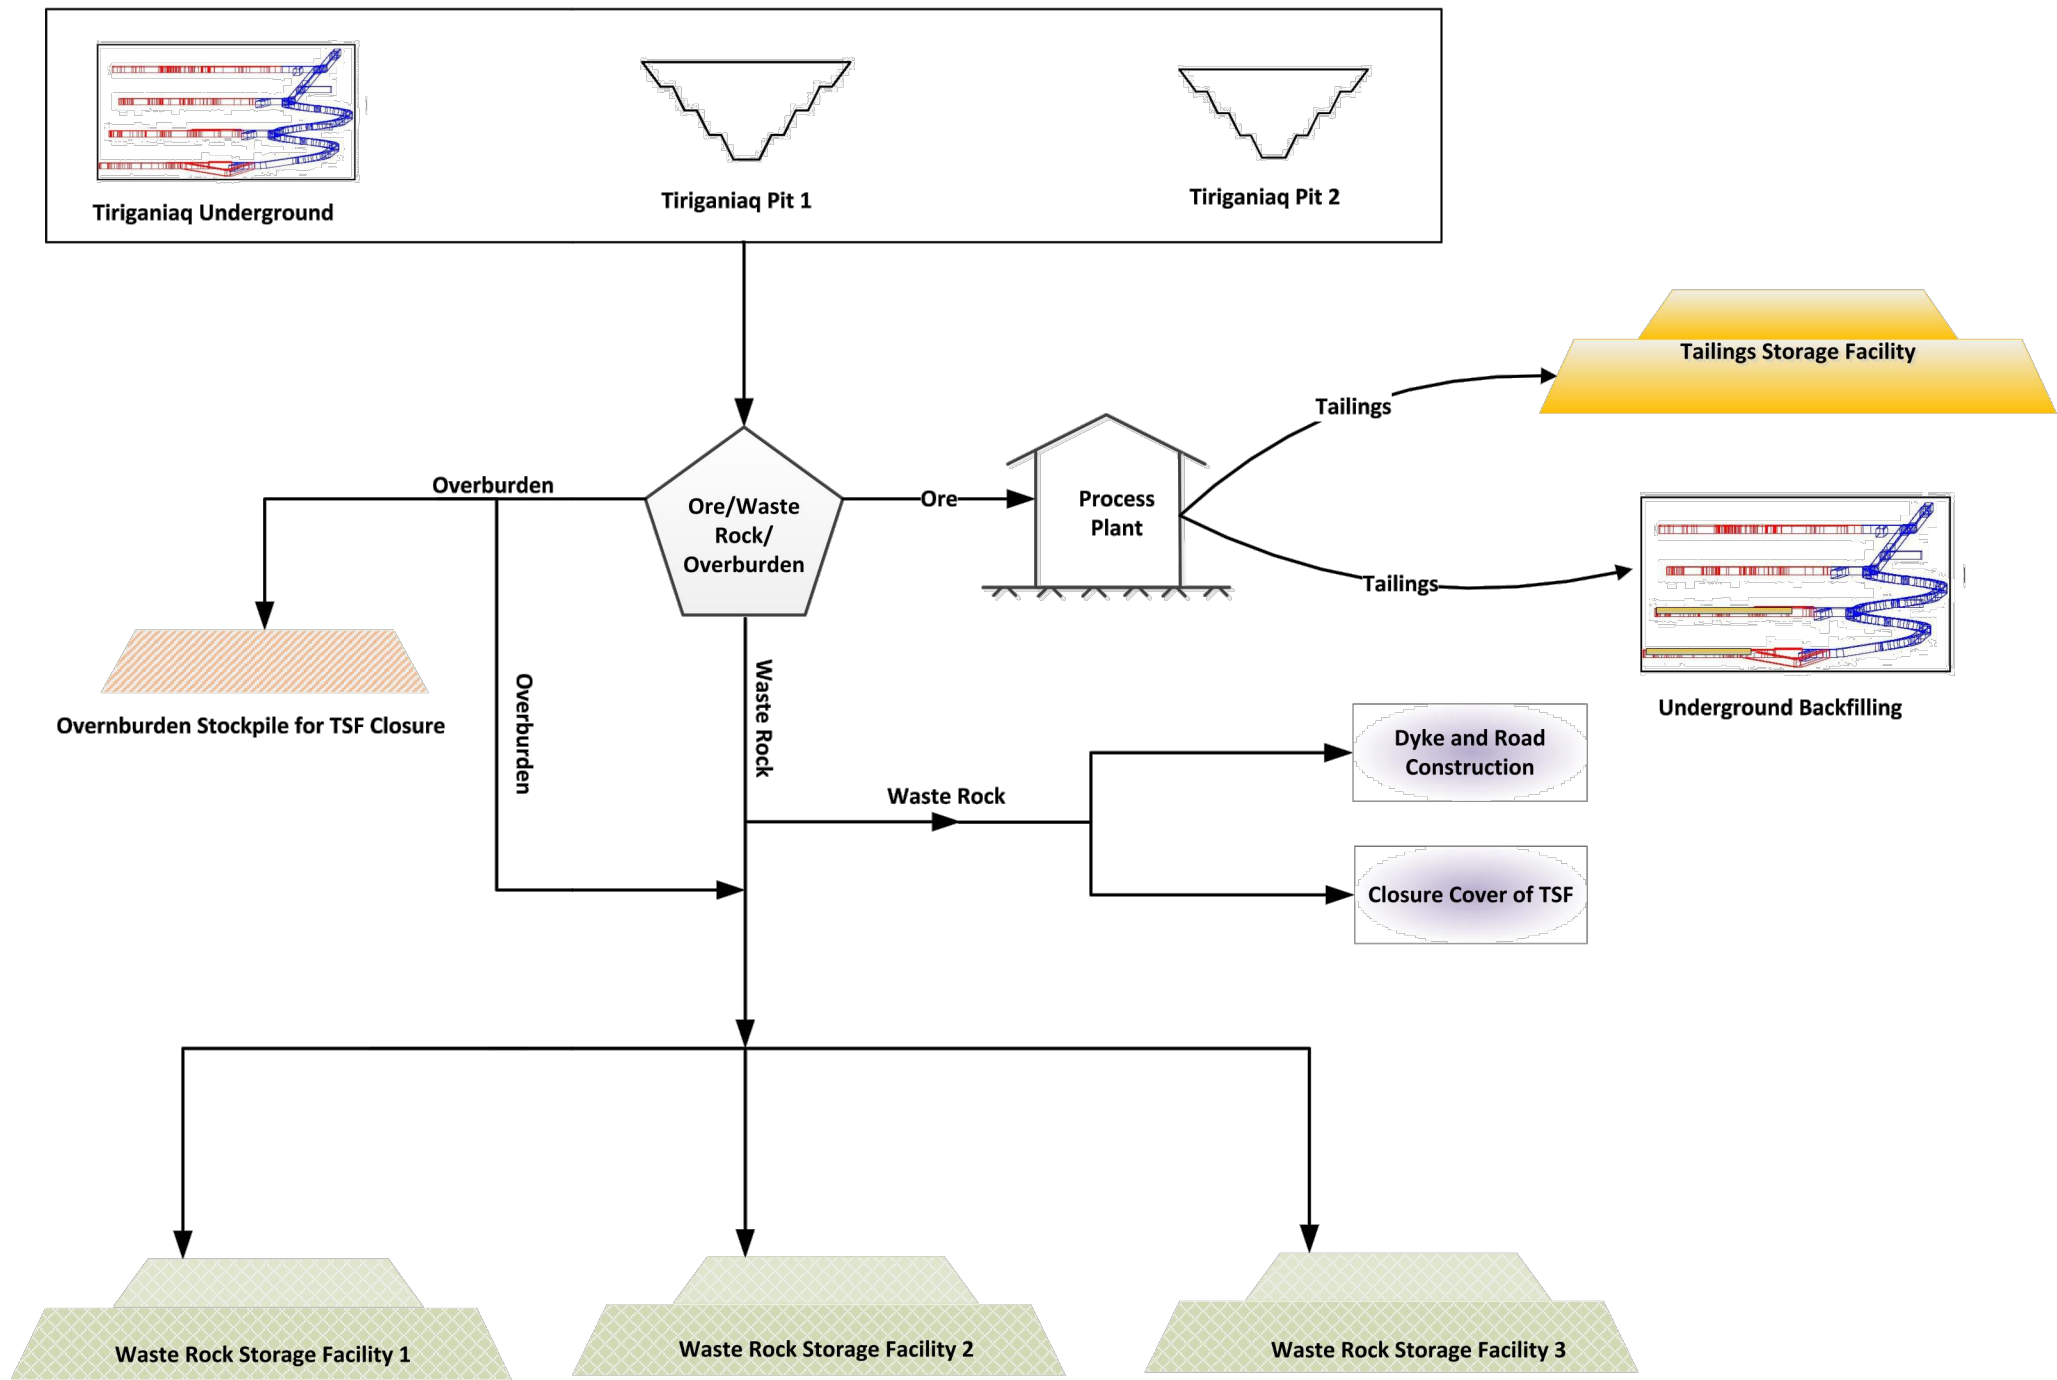 Tiriganiaq Underground
Tiriganiaq Pit 1
Tiriganiaq Pit 2
Tailings Storage Facility
Tailings
Overburden
Ore/Waste
Rock/
Overburden
Ore
Process
Plant
Tailings
Underground Backfilling
Overnburden Stockpile for TSF Closure
Overburden
Waste Rock
Dyke and Road
Construction
Waste Rock
Closure Cover of TSF
Waste Rock Storage Facility 1
Waste Rock Storage Facility 2
Waste Rock Storage Facility 3